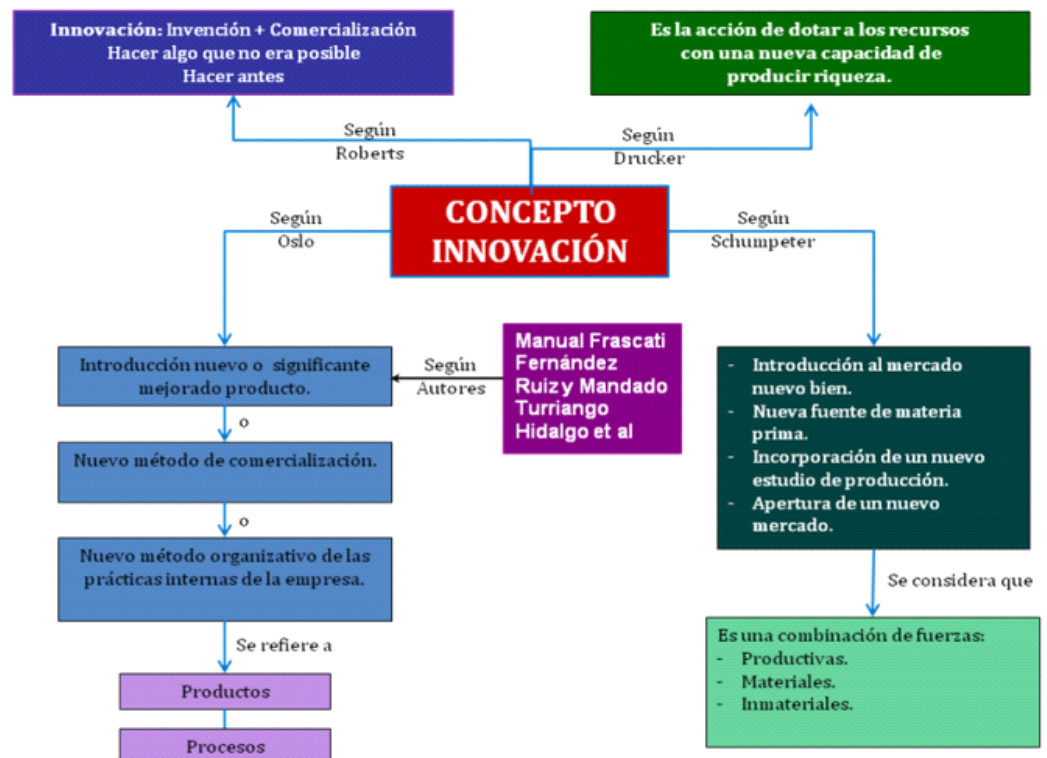 Innovación: Invención + Comercialización
Hacer algo que no era posible
Hacer antes
Es la acción de dotar a los recursos
con una nueva capacidad de
producir riqueza.
Según
Roberts
Según
Drucker
CONCEPTO
INNOVACIÓN
Según
Oslo
Según
Schumpeter
Introducción nuevo o significante
mejorado producto.
Según
Autores
Manual Frascati
Fernández
Ruiz y Mandado
Turriango
Hidalgo et al
o
Nuevo método de comercialización.
o
Nuevo método organizativo de las
prácticas internas de la empresa.
Se refiere a
Productos
Procesos
- Introducción al mercado
nuevo bien.
- Nueva fuente de materia
prima.
- Incorporación de un nuevo
estudio de producción.
- Apertura de un nuevo
mercado.
Se considera que
Es una combinación de fuerzas:
- Productivas.
- Materiales.
- Inmateriales.